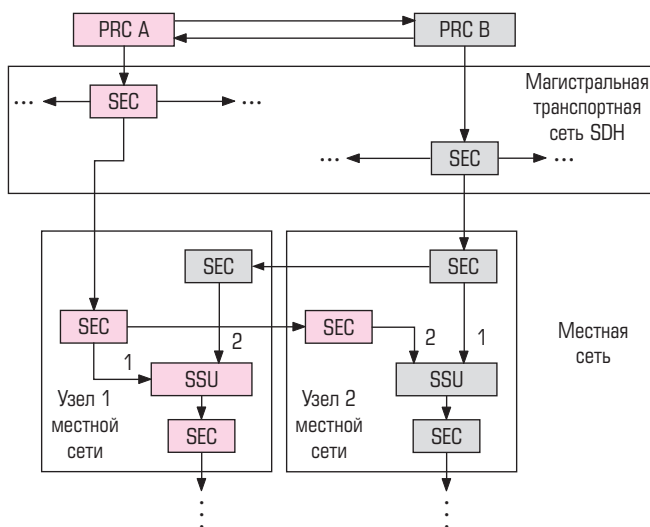 PRC A
PRC B
SEC
Магистральная
транспортная
сеть SDH
... ...
... SEC ...
SEC
SEC
SEC
SEC
2
2
1
1
SSU
SSU
Местная
сеть
Узел 1
местной
сети
SEC
Узел 2
местной
сети
SEC